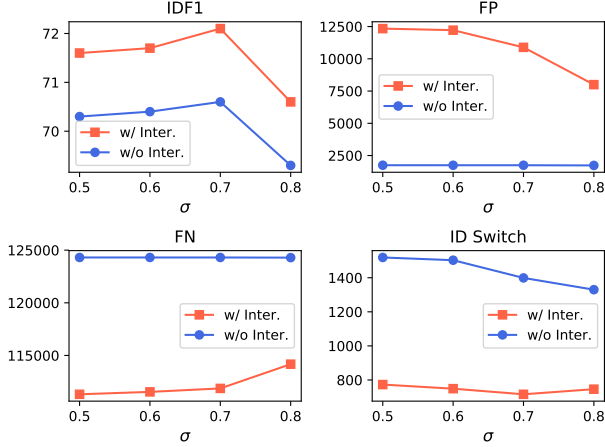 IDF1
72
71
70
w/ Inter.
w/o Inter.
0.5 0.6 0.7 0.8
σ
FP
12500
10000
7500
5000
2500
w/ Inter.
w/o Inter.
0.5 0.6 0.7 0.8
σ
FN
125000
120000
115000
w/ Inter.
w/o Inter.
0.5 0.6 0.7 0.8
σ
ID Switch
1400
1200
1000
800
w/ Inter.
w/o Inter.
0.5 0.6 0.7 0.8
σ